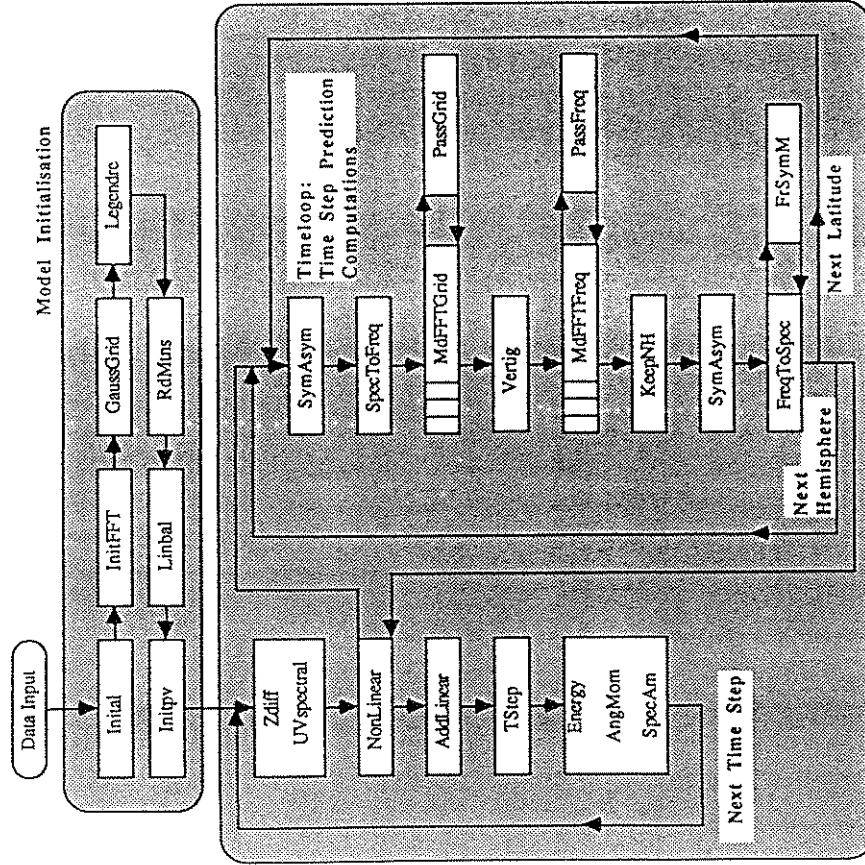 Data Input
Model Initialisation
Inital
InitFFT
GaussGrid
Legendre
Initpv
Linbal
RdMtns
Zdiff
UVspectral
NonLinear
AddLinear
TStep
Energy
AngMom
SpecAm
Next Time Step
Timeloop:
Time Step Prediction
Computations
SymAsym
SpecToFreq
MdFFTGrid
PassGrid
Vertig
MdFFTFreq
PassFreq
KeepNH
SymAsym
FreqToSpec
FrSymM
Next
Hemisphere
Next Latitude